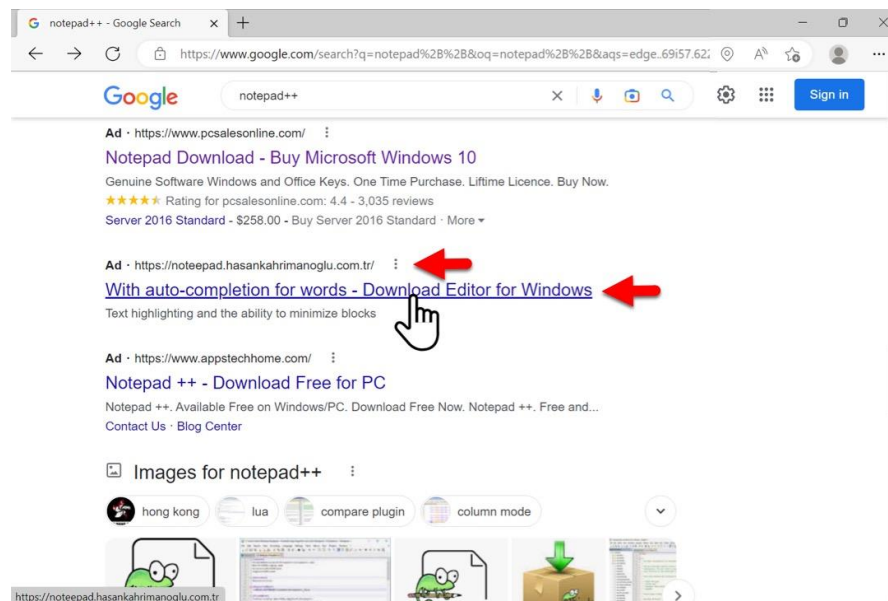 notepad++ - Google Search
https://www.google.com/search?q=notepad%2B%2B&oq=notepad%2B%2B&aqs=edge..69i57.622
Google
notepad++
Sign in
Ad · https://www.pcsalesonline.com/
Notepad Download - Buy Microsoft Windows 10
Genuine Software Windows and Office Keys. One Time Purchase. Liftime Licence. Buy Now.
Rating for pcsalesonline.com: 4.4 - 3,035 reviews
Server 2016 Standard - $258.00 - Buy Server 2016 Standard · More
Ad · https://noteepad.hasankahrimanoglu.com.tr/
With auto-completion for words - Download Editor for Windows
Text highlighting and the ability to minimize blocks
Ad · https://www.appstechhome.com/
Notepad ++ - Download Free for PC
Notepad ++. Available Free on Windows/PC. Download Free Now. Notepad ++. Free and...
Contact Us · Blog Center
Images for notepad++
hong kong
lua
compare plugin
column mode
https://noteepad.hasankahrimanoglu.com.tr